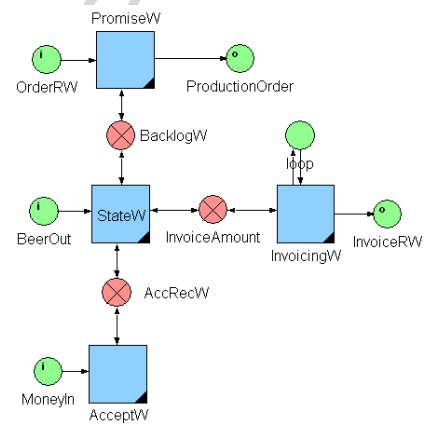 PromiseW
i
o
OrderRW
ProductionOrder
BacklogW
loop
i
StateW
o
BeerOut
InvoiceAmount
InvoicingW
InvoiceRW
AccRecW
i
MoneyIn
AcceptW